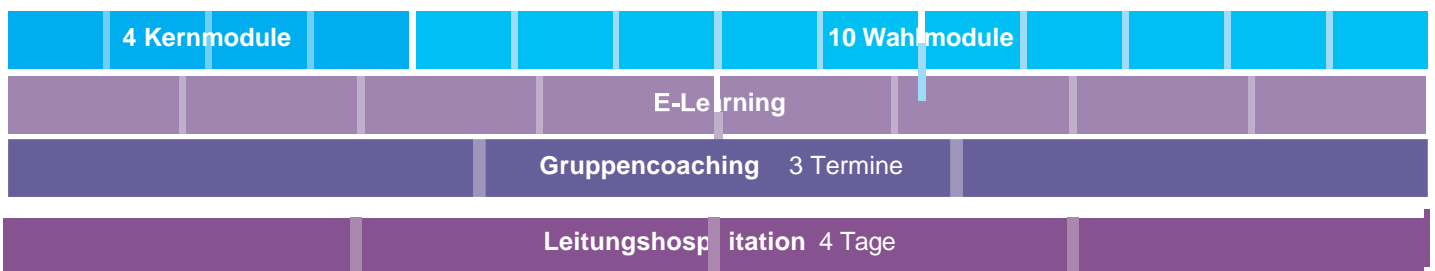 4 Kernmodule 10 Wahlmodule
E-Learning
Gruppencoaching 3 Termine
Leitungshospitation 4 Tage